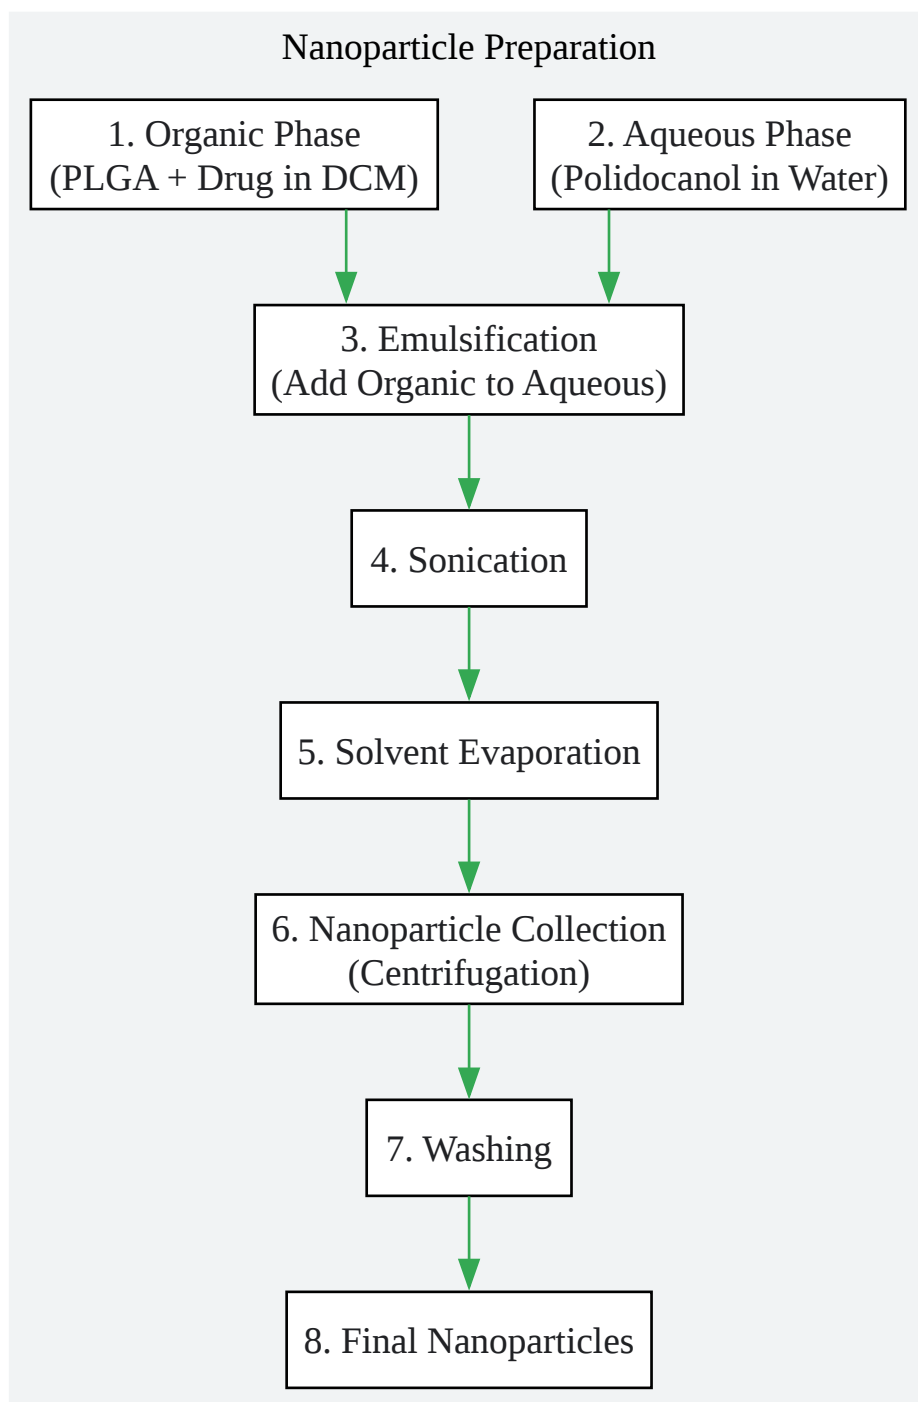 Nanoparticle Preparation
1. Organic Phase
(PLGA + Drug in DCM)
2. Aqueous Phase
(Polidocanol in Water)
3. Emulsification
(Add Organic to Aqueous)
4. Sonication
5. Solvent Evaporation
6. Nanoparticle Collection
(Centrifugation)
7. Washing
8. Final Nanoparticles